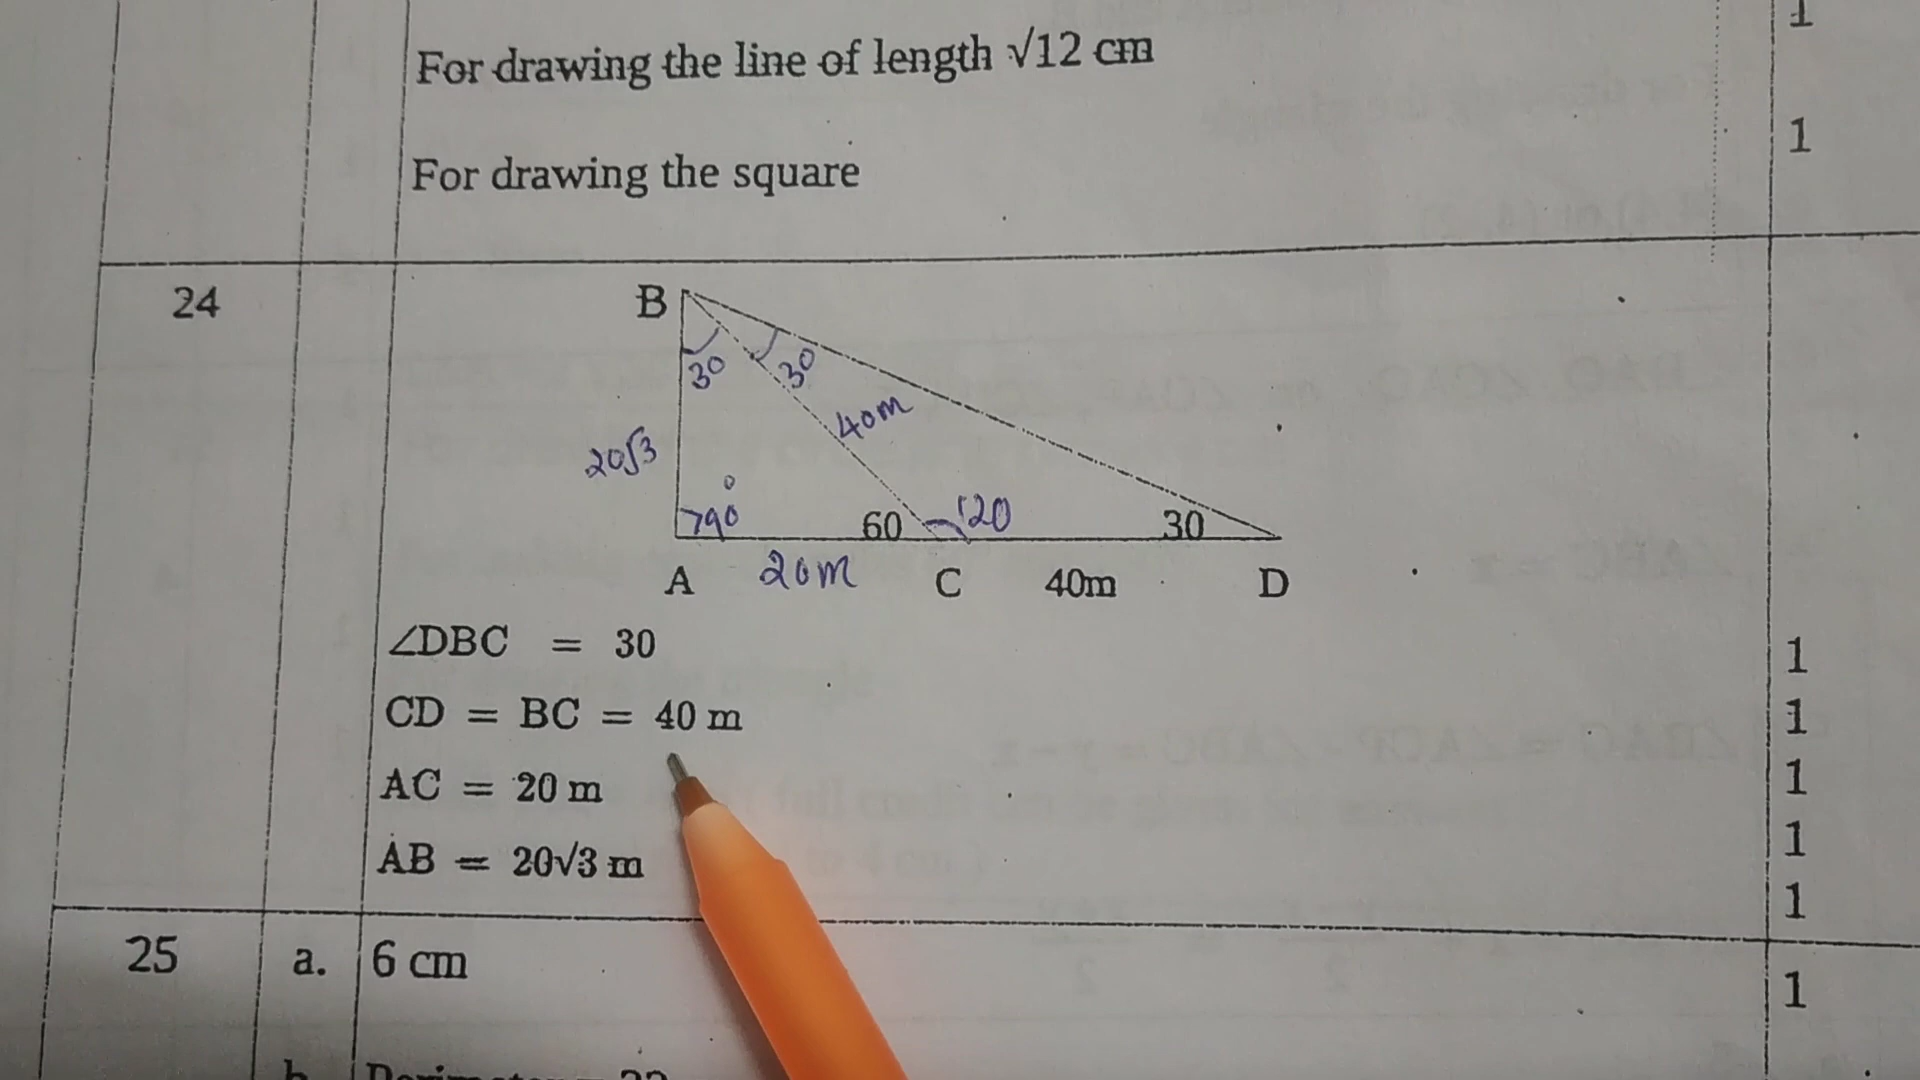 1
For drawing the line of length √12 cm
1
For drawing the square
24
B
30
30
40m
20√3
90°
60
120
30
A
20m
C
40m
D
∠DBC = 30
1
CD = BC = 40 m
1
AC = 20 m
1
AB = 20√3 m
1
1
25 a. 6 cm
1